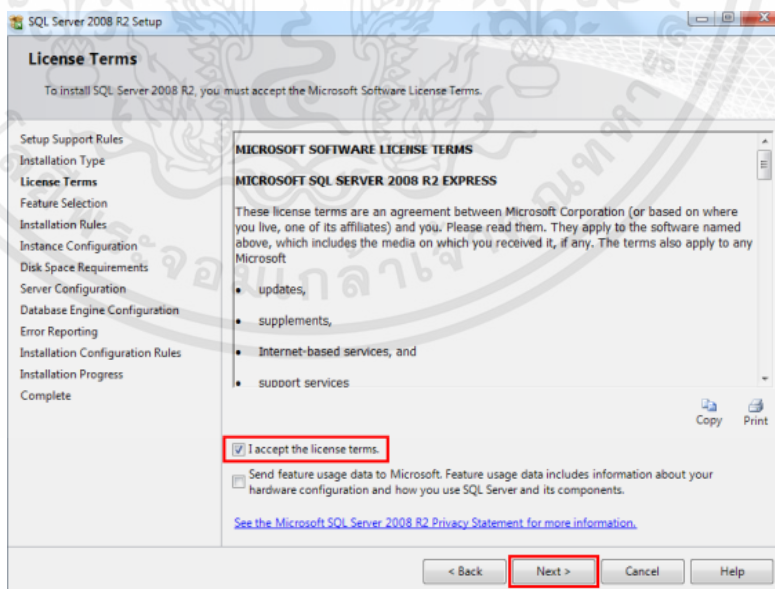 SQL Server 2008 R2 Setup
License Terms
To install SQL Server 2008 R2, you must accept the Microsoft Software License Terms.
Setup Support Rules
Installation Type
License Terms
Feature Selection
Installation Rules
Instance Configuration
Disk Space Requirements
Server Configuration
Database Engine Configuration
Error Reporting
Installation Configuration Rules
Installation Progress
Complete
MICROSOFT SOFTWARE LICENSE TERMS
MICROSOFT SQL SERVER 2008 R2 EXPRESS
These license terms are an agreement between Microsoft Corporation (or based on where
you live, one of its affiliates) and you. Please read them. They apply to the software named
above, which includes the media on which you received it, if any. The terms also apply to any
Microsoft
• updates,
• supplements,
• Internet-based services, and
• support services
Copy Print
I accept the license terms.
Send feature usage data to Microsoft. Feature usage data includes information about your
hardware configuration and how you use SQL Server and its components.
See the Microsoft SQL Server 2008 R2 Privacy Statement for more information.
< Back Next > Cancel Help